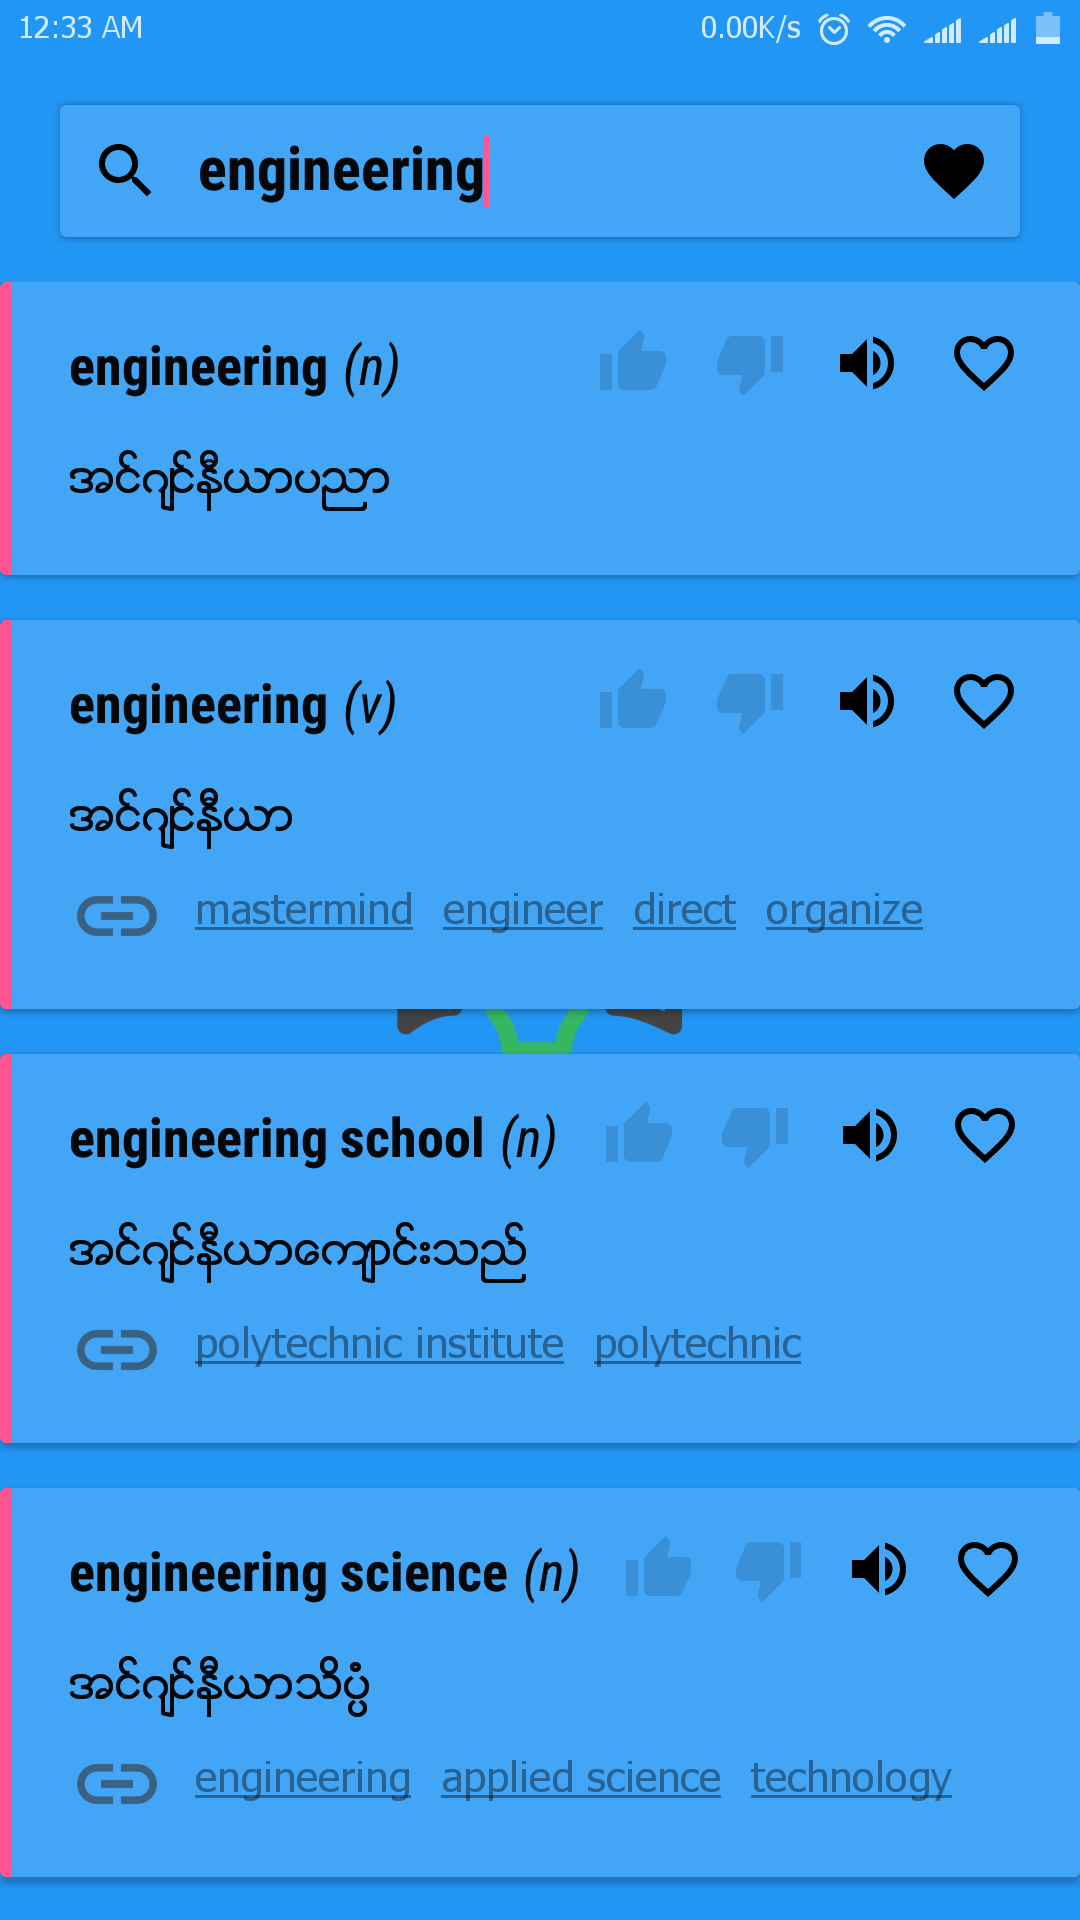 12:33 AM 0.00K/s
engineering
engineering (n)
အင်ဂျင်နီယာပညာ
engineering (v)
အင်ဂျင်နီယာ
mastermind engineer direct organize
engineering school (n)
အင်ဂျင်နီယာကျောင်းသည်
polytechnic institute polytechnic
engineering science (n)
အင်ဂျင်နီယာသိပ္ပံ
engineering applied science technology